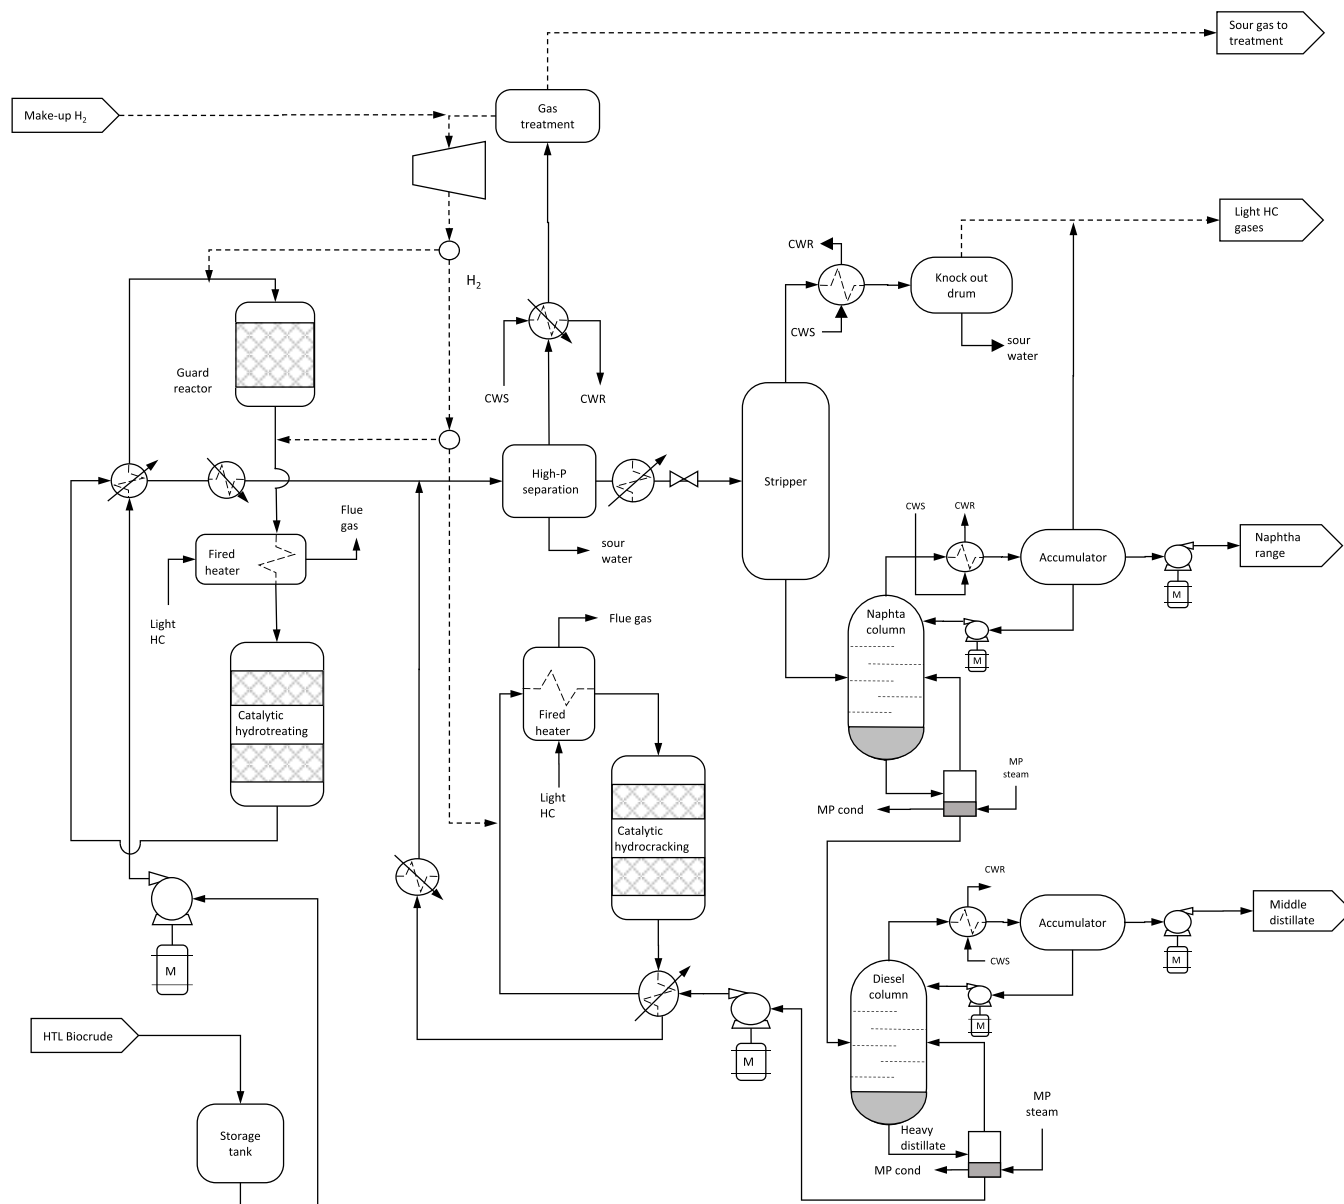 Sour gas to
treatment
Make-up H2
Gas
treatment
Light HC
gases
CWR
Knock out
drum
H2
CWS
sour
water
Guard
reactor
CWS
CWR
High-P
separation
Stripper
Flue
gas
CWS
CWR
Naphtha
range
Fired
heater
sour
water
Accumulator
M
Light
HC
Flue gas
Naphta
column
M
Catalytic
hydrotreating
Fired
heater
MP
steam
Light
HC
MP cond
Catalytic
hydrocracking
CWR
Middle
distillate
Accumulator
M
CWS
M
Diesel
column
M
HTL Biocrude
M
MP
steam
Storage
tank
Heavy
distillate
MP cond